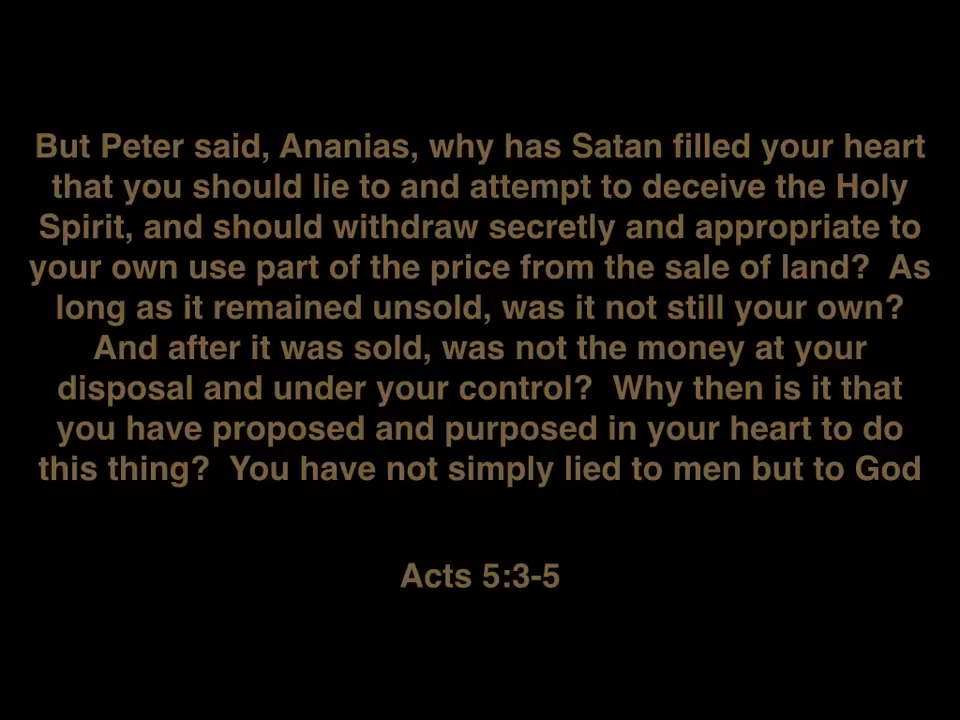 But Peter said, Ananias, why has Satan filled your heart
that you should lie to and attempt to deceive the Holy
Spirit, and should withdraw secretly and appropriate to
your own use part of the price from the sale of land?  As
long as it remained unsold, was it not still your own?
And after it was sold, was not the money at your
disposal and under your control?  Why then is it that
you have proposed and purposed in your heart to do
this thing?  You have not simply lied to men but to God
Acts 5:3-5